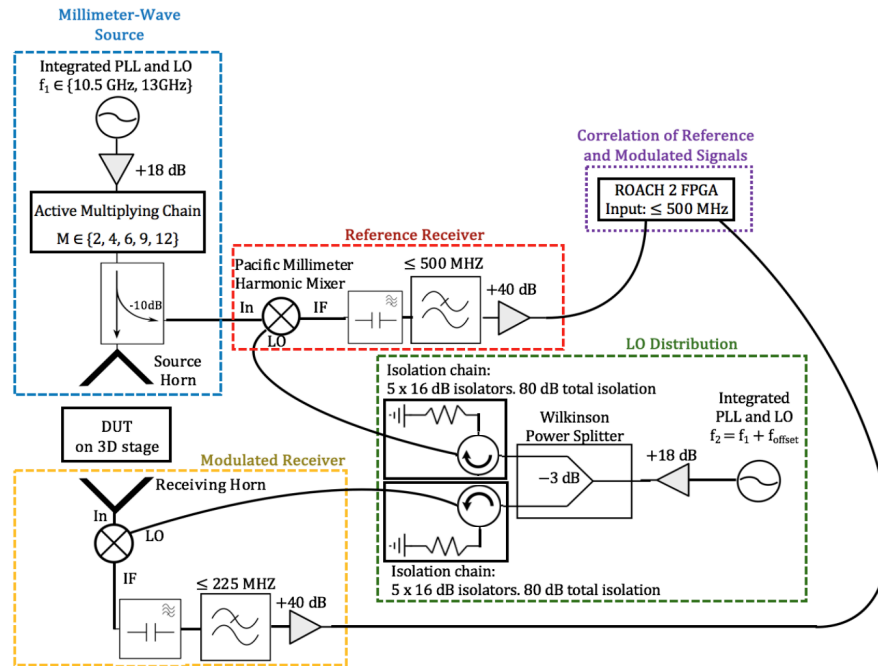 Millimeter-Wave
Source
Integrated PLL and LO
f₁ ∈ {10.5 GHz, 13GHz}
+18 dB
Active Multiplying Chain
M ∈ {2, 4, 6, 9, 12}
-10dB
Source
Horn
DUT
on 3D stage
Reference Receiver
Pacific Millimeter
Harmonic Mixer
≤ 500 MHZ
+40 dB
In
IF
LO
Correlation of Reference
and Modulated Signals
ROACH 2 FPGA
Input: ≤ 500 MHz
LO Distribution
Isolation chain:
5 x 16 dB isolators. 80 dB total isolation
Wilkinson
Power Splitter
−3 dB
+18 dB
Integrated
PLL and LO
f₂ = f₁ + foffset
Isolation chain:
5 x 16 dB isolators. 80 dB total isolation
Modulated Receiver
Receiving Horn
In
LO
IF
≤ 225 MHZ
+40 dB